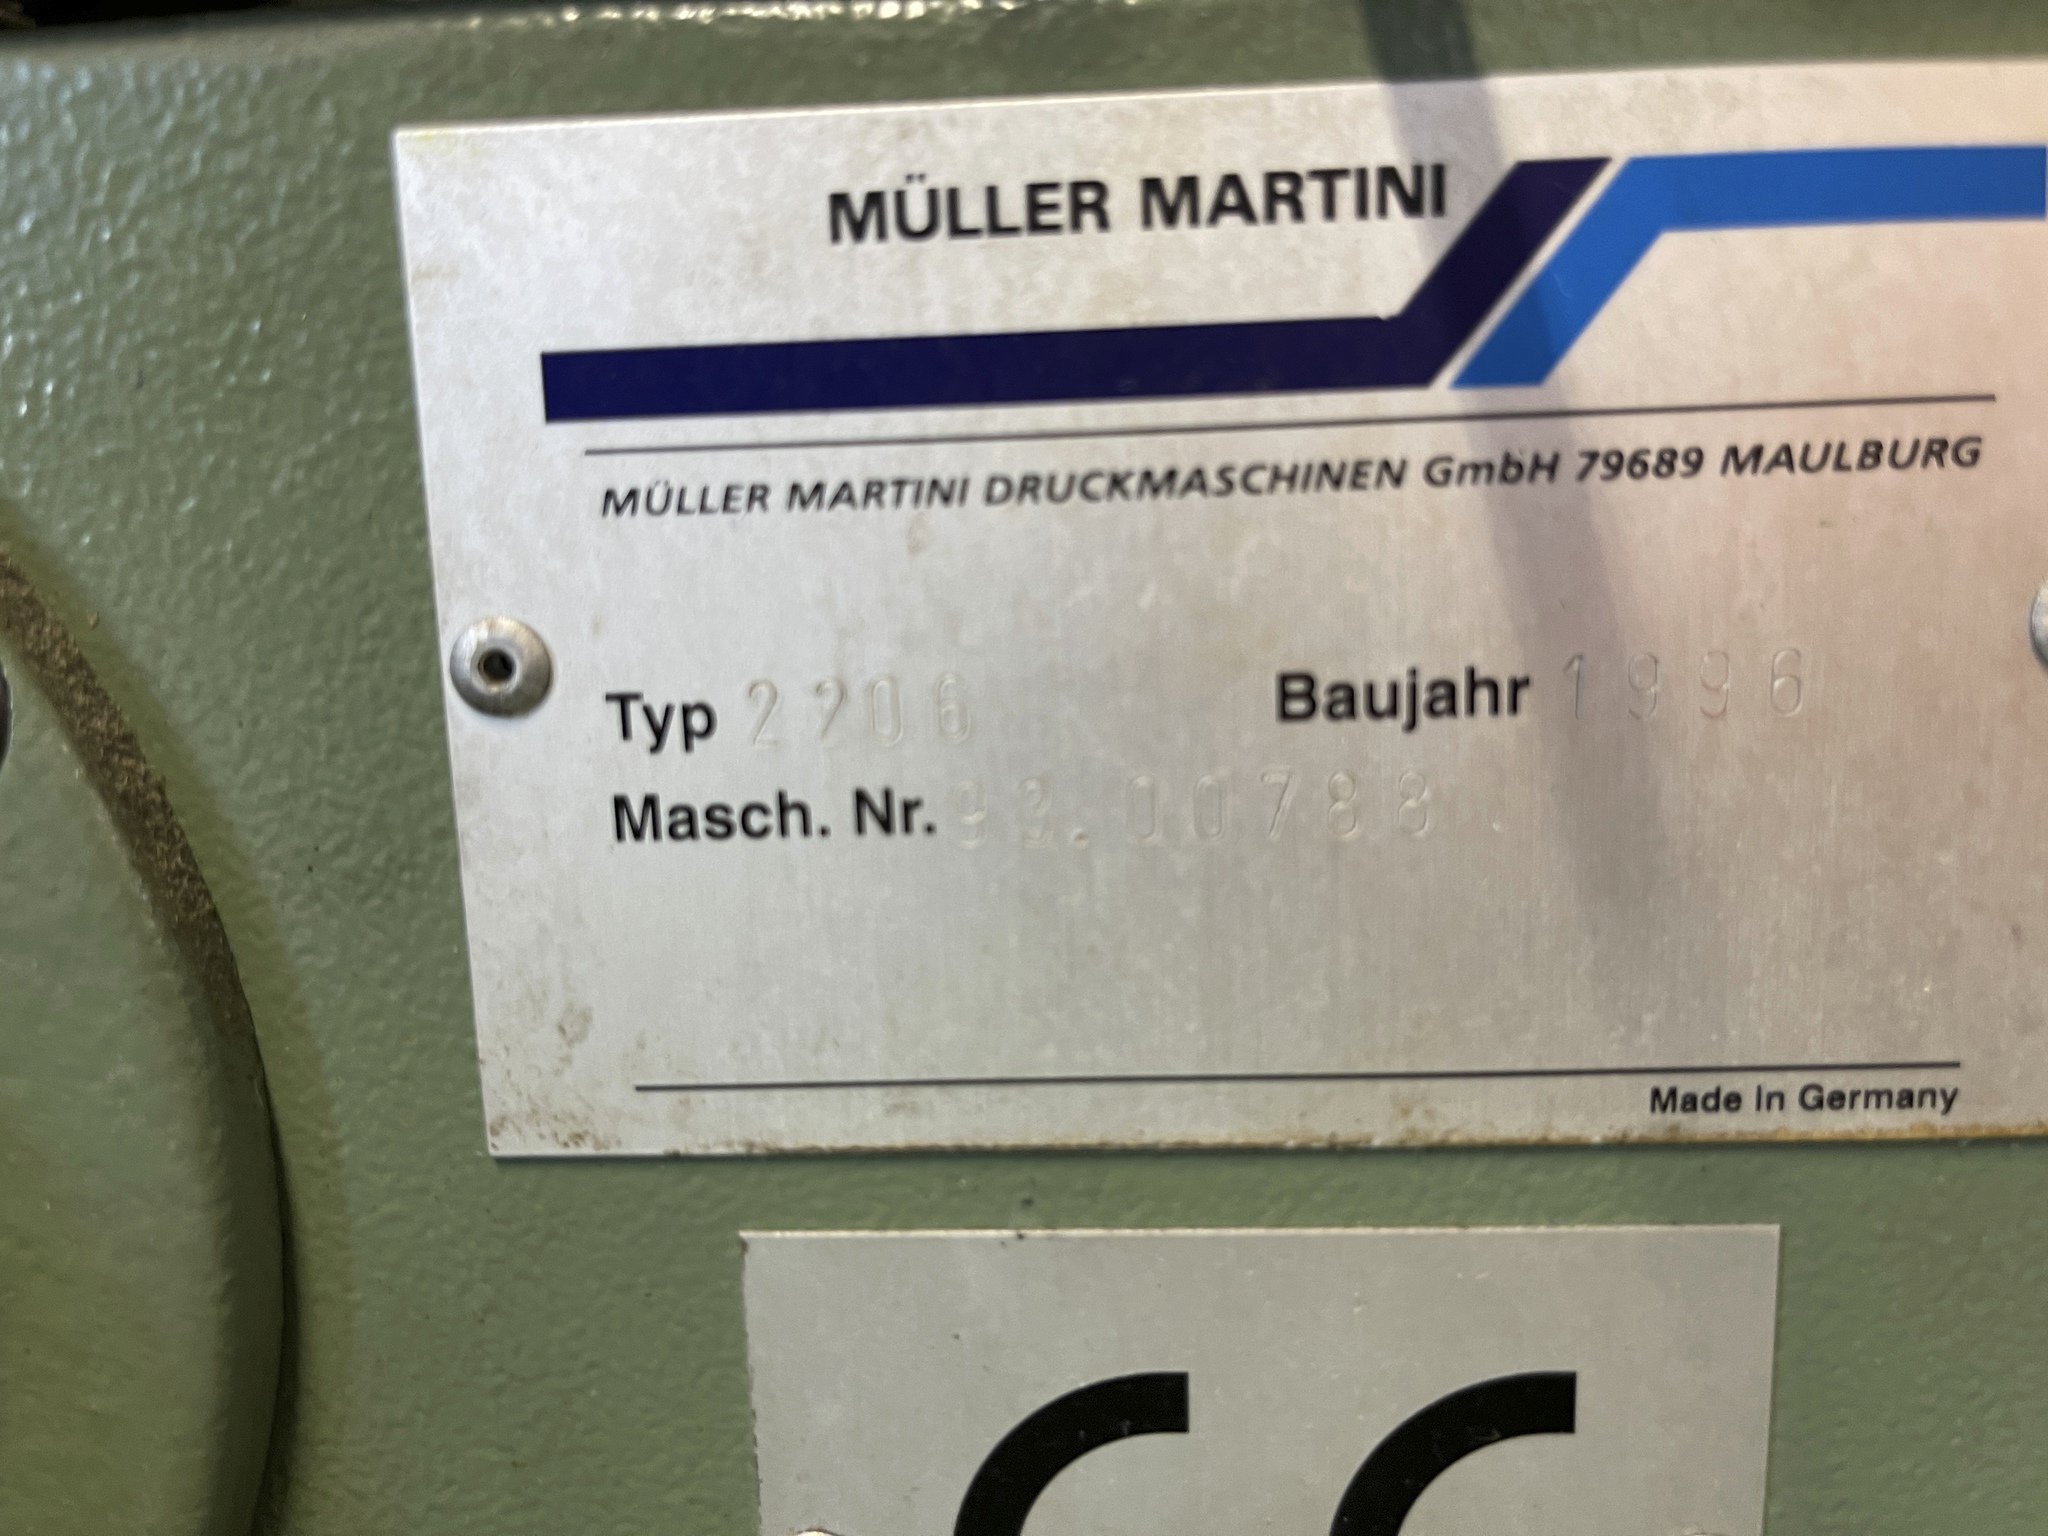 MÜLLER MARTINI
MÜLLER MARTINI DRUCKMASCHINEN GmbH 79689 MAULBURG
Typ 2206 Baujahr 1996
Masch. Nr.
Made in Germany
CE